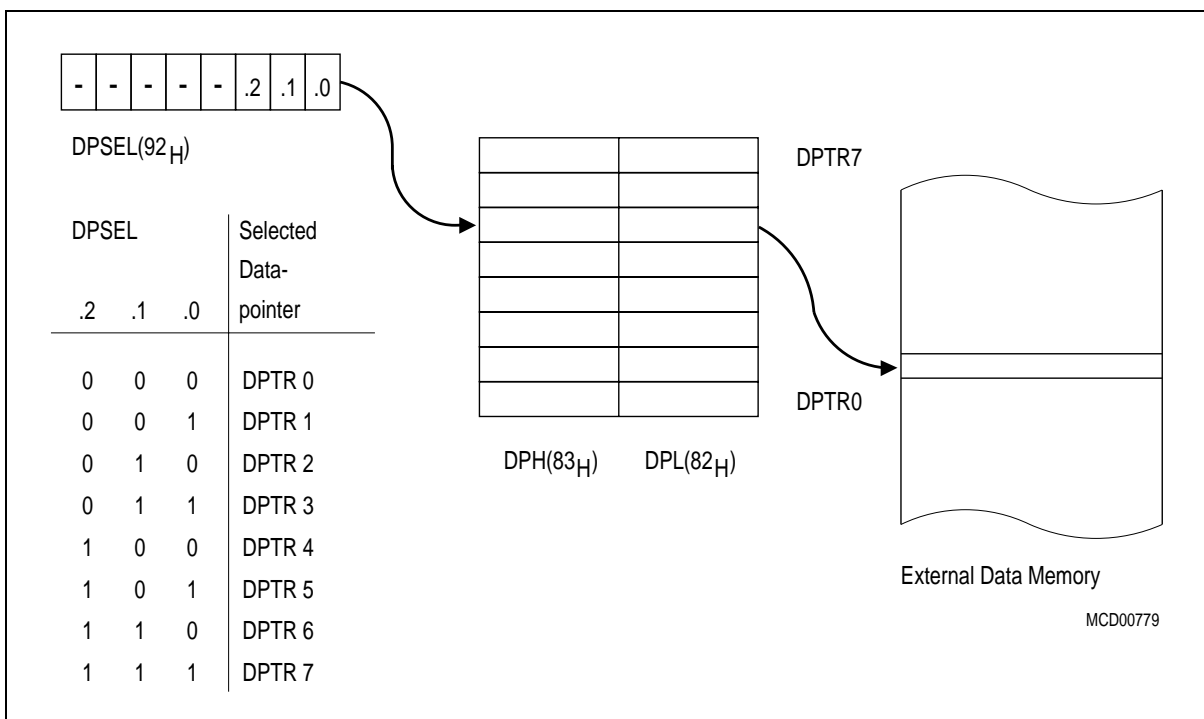 - - - - - .2 .1 .0
DPSEL(92H)
DPSEL Selected
Data-
.2 .1 .0 pointer
0 0 0 DPTR 0
0 0 1 DPTR 1
0 1 0 DPTR 2
0 1 1 DPTR 3
1 0 0 DPTR 4
1 0 1 DPTR 5
1 1 0 DPTR 6
1 1 1 DPTR 7
DPTR7
DPTR0
DPH(83H) DPL(82H)
External Data Memory
MCD00779